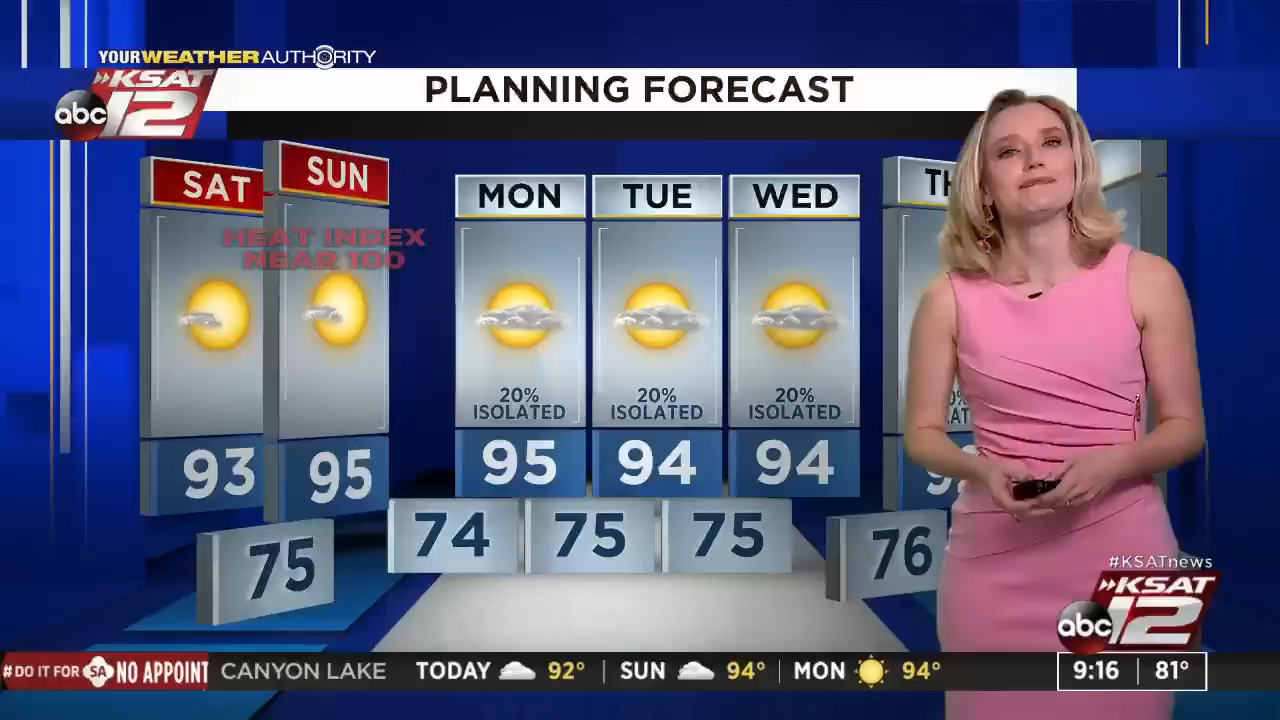 YOURWEATHERAUTHORITY
KSAT
abc 12
PLANNING FORECAST
SAT
SUN
MON
TUE
WED
TH
HEAT INDEX
NEAR 100
20%
ISOLATED
20%
ISOLATED
20%
ISOLATED
93
95
95
94
94
75
74
75
75
76
#KSATnews
KSAT
abc 12
#DO IT FOR SA NO APPOINT
CANYON LAKE TODAY 92° SUN 94° MON 94°
9:16 81°